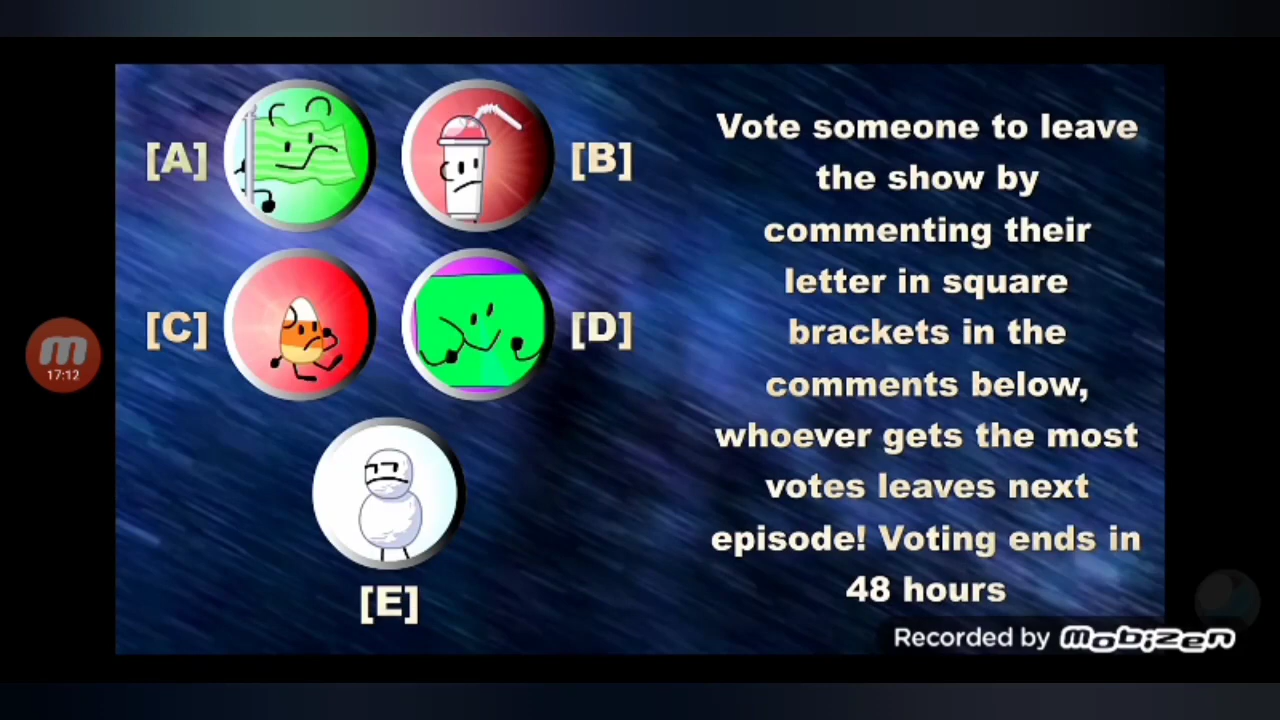 [A]
[B]
[C]
[D]
[E]
Vote someone to leave
the show by
commenting their
letter in square
brackets in the
comments below,
whoever gets the most
votes leaves next
episode! Voting ends in
48 hours
m
17:12
Recorded by mobizen